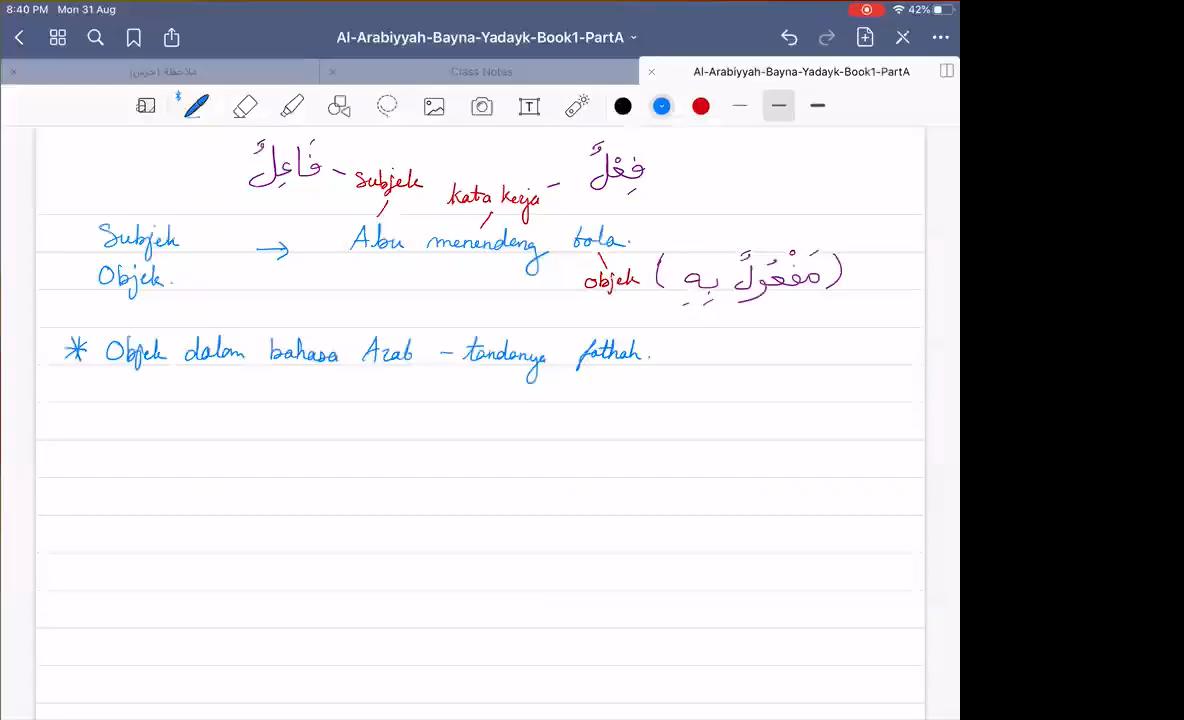 8:40 PM Mon 31 Aug 42%
Al-Arabiyyah-Bayna-Yadayk-Book1-PartA
ملاحظة (درس) Class Notes Al-Arabiyyah-Bayna-Yadayk-Book1-PartA
T
فَاعِلٌ - Subjek kata kerja - فِعْلٌ
Subjek → Abu menendang bola.
Objek. objek (مَفْعُولٌ بِهِ)
* Objek dalam bahasa Arab - tandanya fathah.